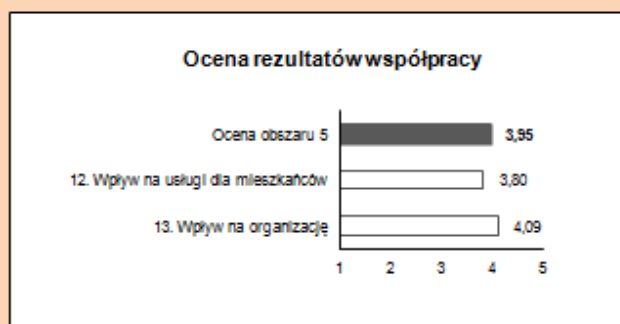 Ocena rezultatów współpracy
Ocena obszaru 5 3,95
12. Wpływ na usługi dla mieszkańców 3,80
13. Wpływ na organizację 4,09
1 2 3 4 5